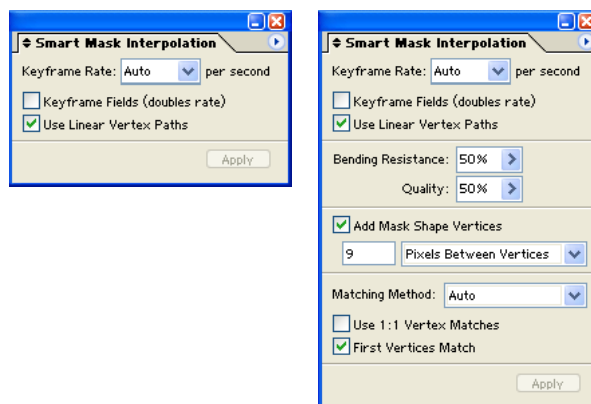 Smart Mask Interpolation
Keyframe Rate: Auto per second
Keyframe Fields (doubles rate)
Use Linear Vertex Paths
Apply
Smart Mask Interpolation
Keyframe Rate: Auto per second
Keyframe Fields (doubles rate)
Use Linear Vertex Paths
Bending Resistance: 50%
Quality: 50%
Add Mask Shape Vertices
9 Pixels Between Vertices
Matching Method: Auto
Use 1:1 Vertex Matches
First Vertices Match
Apply